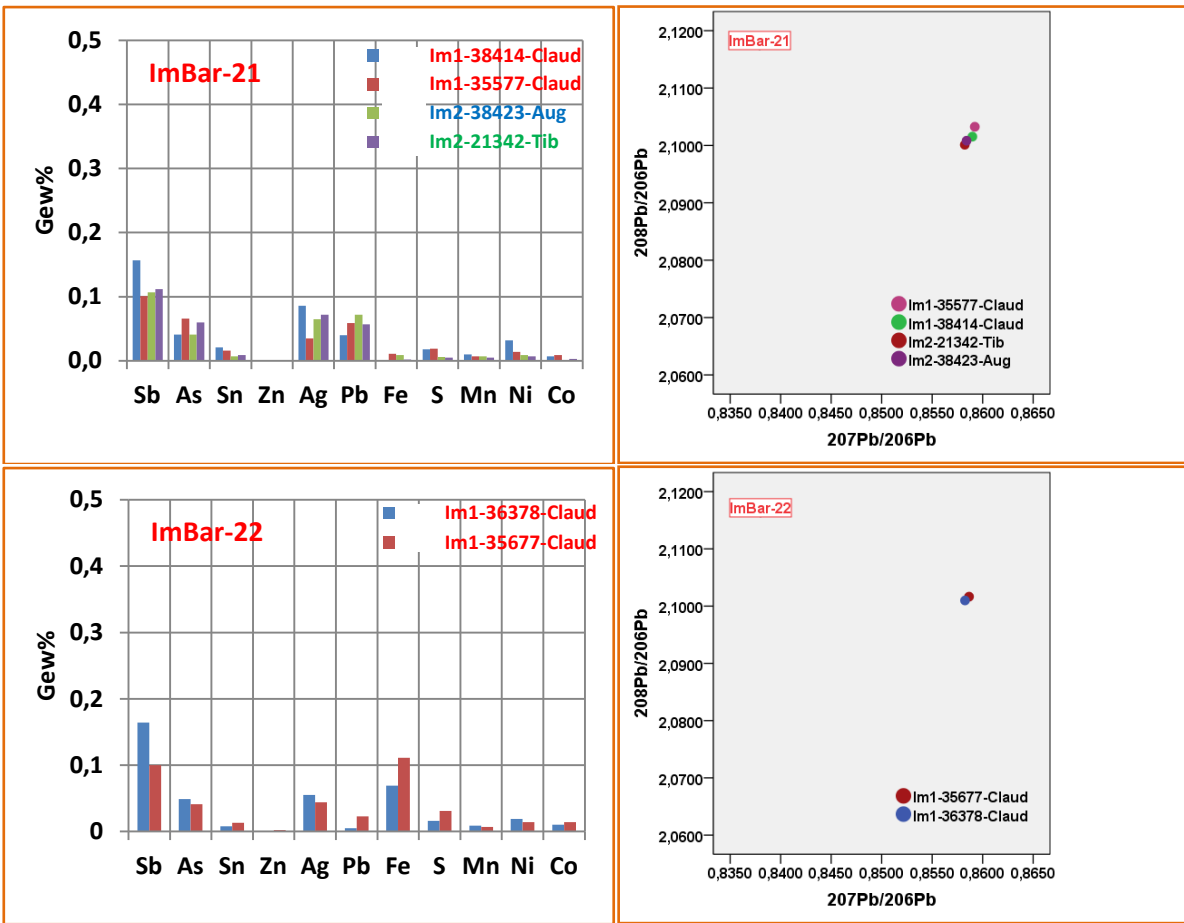 ImBar-21
Im1-38414-Claud
Im1-35577-Claud
Im2-38423-Aug
Im2-21342-Tib
Gew%
0,5
0,4
0,3
0,2
0,1
0,0
Sb As Sn Zn Ag Pb Fe S Mn Ni Co
ImBar-21
208Pb/206Pb
2,1200
2,1100
2,1000
2,0900
2,0800
2,0700
2,0600
Im1-35577-Claud
Im1-38414-Claud
Im2-21342-Tib
Im2-38423-Aug
0,8350 0,8400 0,8450 0,8500 0,8550 0,8600 0,8650
207Pb/206Pb
ImBar-22
Im1-36378-Claud
Im1-35677-Claud
Gew%
0,5
0,4
0,3
0,2
0,1
0
Sb As Sn Zn Ag Pb Fe S Mn Ni Co
ImBar-22
208Pb/206Pb
2,1200
2,1100
2,1000
2,0900
2,0800
2,0700
2,0600
Im1-35677-Claud
Im1-36378-Claud
0,8350 0,8400 0,8450 0,8500 0,8550 0,8600 0,8650
207Pb/206Pb